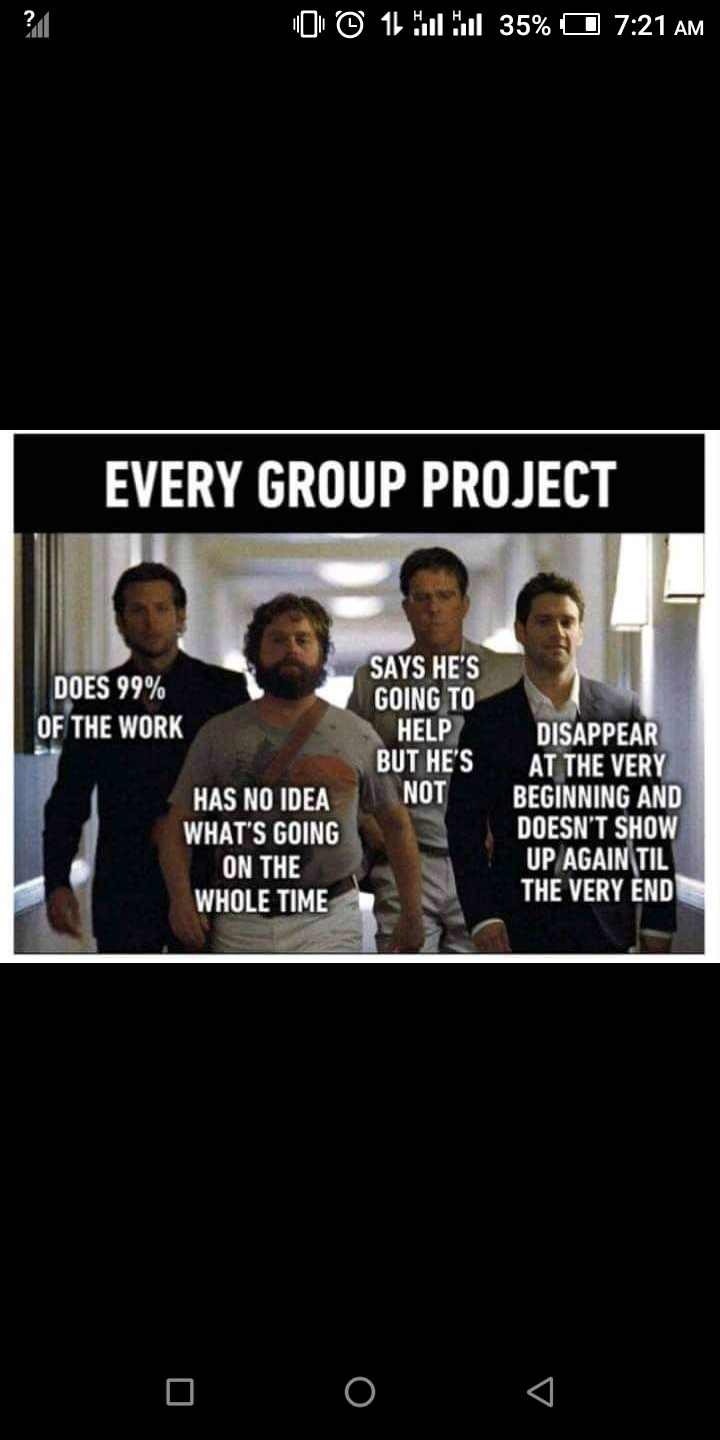 35% 7:21 AM
EVERY GROUP PROJECT
DOES 99%
OF THE WORK
HAS NO IDEA
WHAT'S GOING
ON THE
WHOLE TIME
SAYS HE'S
GOING TO
HELP
BUT HE'S
NOT
DISAPPEAR
AT THE VERY
BEGINNING AND
DOESN'T SHOW
UP AGAIN TIL
THE VERY END